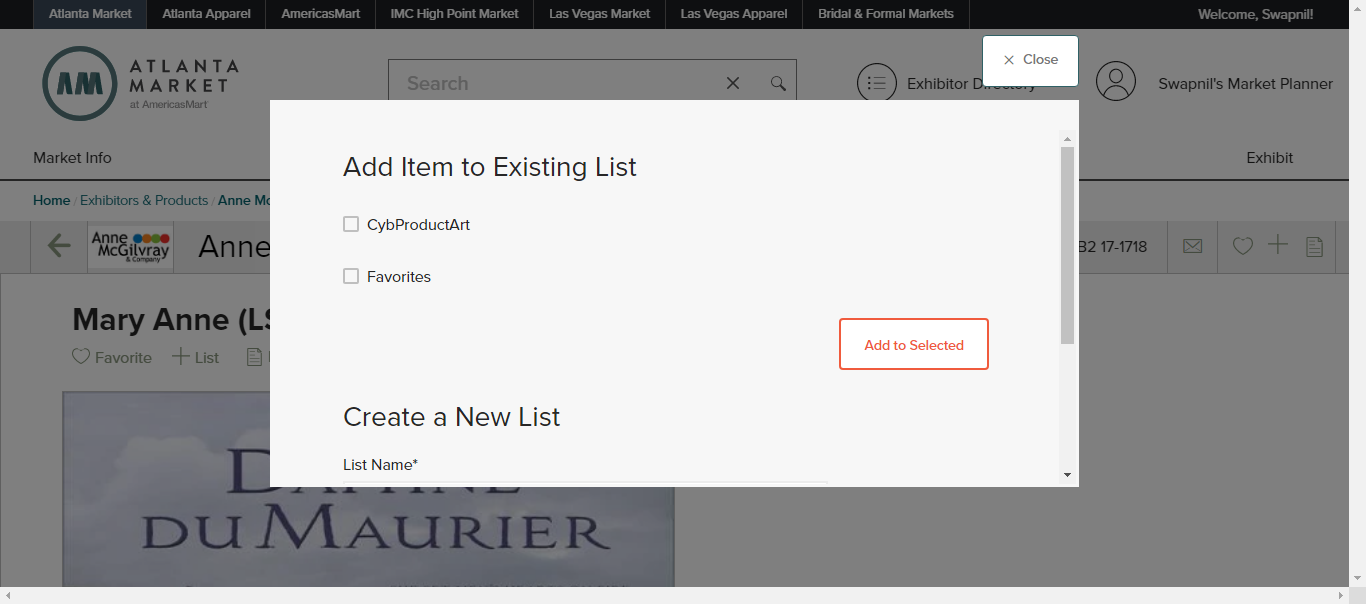 Atlanta Market Atlanta Apparel AmericasMart IMC High Point Market Las Vegas Market Las Vegas Apparel Bridal & Formal Markets Welcome, Swapnil!
AM ATLANTA
MARKET
at AmericasMart
Search
Exhibitor Directory
Close
Swapnil's Market Planner
Market Info Exhibit
Home / Exhibitors & Products / Anne
Anne
McGilvray
& Company
Anne
B2 17-1718
Mary Anne
Favorite List
DAPHNE
DU MAURIER
Add Item to Existing List
CybProductArt
Favorites
Add to Selected
Create a New List
List Name*